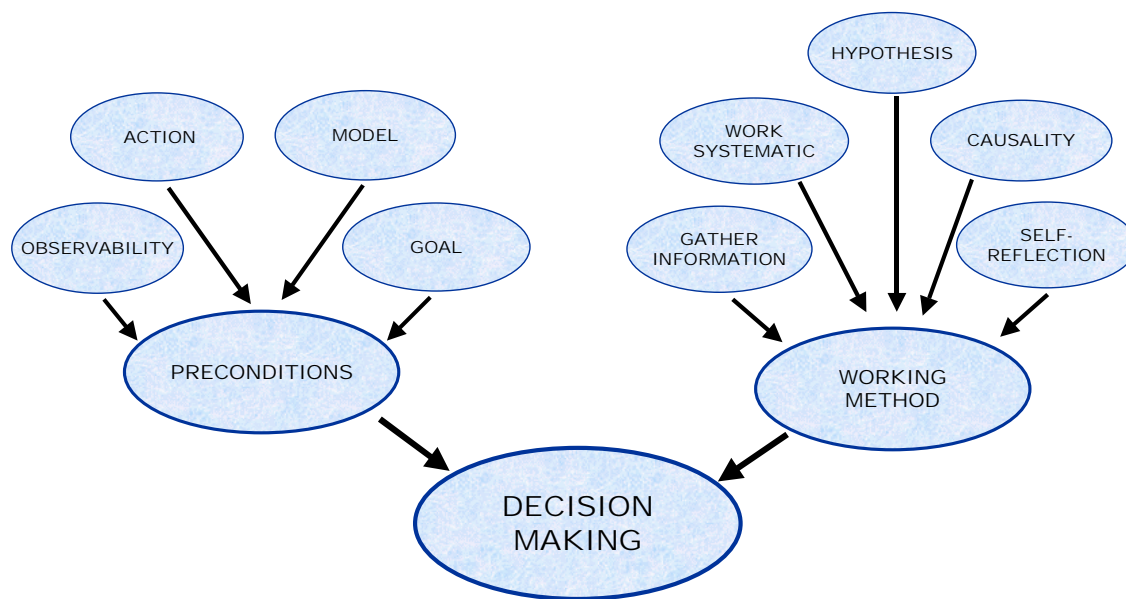 HYPOTHESIS
ACTION
MODEL
WORK
SYSTEMATIC
CAUSALITY
OBSERVABILITY
GOAL
GATHER
INFORMATION
SELF-
REFLECTION
PRECONDITIONS
WORKING
METHOD
DECISION
MAKING